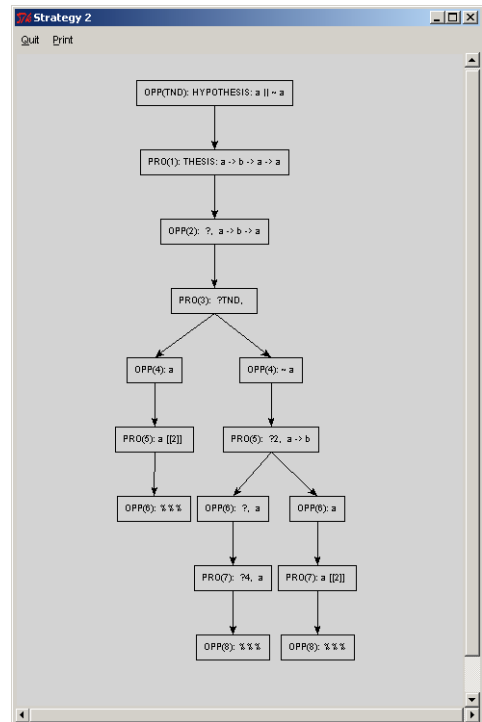 Strategy 2
Quit Print
OPP(TND): HYPOTHESIS: a || ~ a
PRO(1): THESIS: a -> b -> a -> a
OPP(2): ?, a -> b -> a
PRO(3): ?TND,
OPP(4): a OPP(4): ~ a
PRO(5): a [[2]] PRO(5): ?2, a -> b
OPP(6): %%% OPP(6): ?, a OPP(6): a
PRO(7): ?4, a PRO(7): a [[2]]
OPP(8): %%% OPP(8): %%%